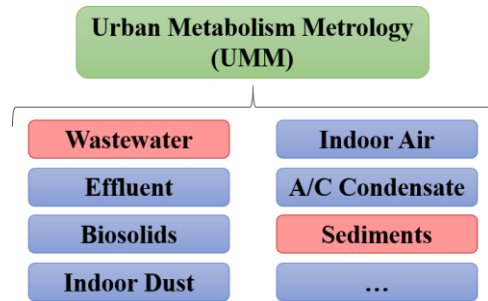 Urban Metabolism Metrology
(UMM)
Wastewater
Indoor Air
Effluent
A/C Condensate
Biosolids
Sediments
Indoor Dust
...